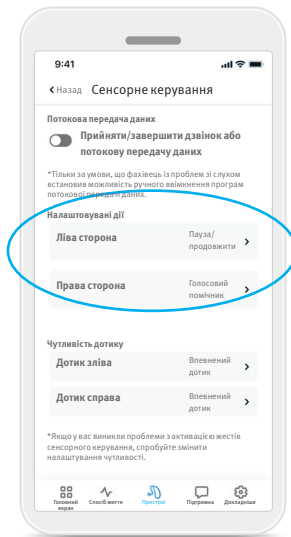 9:41
Назад Сенсорне керування
Потокова передача даних
Прийняти/завершити дзвінок або
потокову передачу даних
*Тільки за умови, що фахівець із проблем зі слухом
встановив можливість ручного ввімкнення програм
потокової передачі даних.
Налаштовувані дії
Ліва сторона
Пауза/
продовжити
Права сторона
Голосовий
помічник
Чутливість дотику
Дотик зліва
Впевнений
дотик
Дотик справа
Впевнений
дотик
*Якщо у вас виникли проблеми з активацією жестів
сенсорного керування, спробуйте змінити
налаштування чутливості.
Головний
екран
Спосіб життя
Пристрої
Підтримка
Докладніше